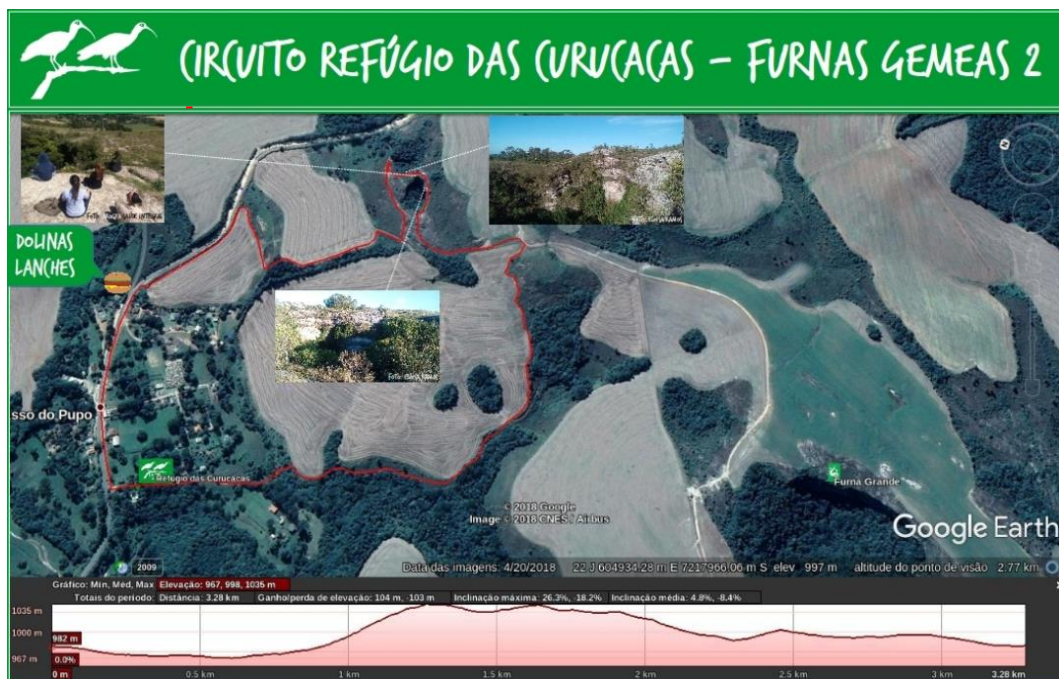 CIRCUITO REFÚGIO DAS CURUCACAS – FURNAS GEMEAS 2
DOLINAS
LANCHES
sso do Pupo
Refúgio das Curucacas
Furna Grande
© 2018 Google
Image © 2018 CNES / Airbus
Google Earth
2009
Data das imagens: 4/20/2018 22 J 604934.28 m E 7217966.06 m S elev 997 m altitude do ponto de visão 2.77 km
Gráfico: Mín, Méd, Máx Elevação: 967, 998, 1035 m
Totais do período: Distância: 3.28 km Ganho/perda de elevação: 104 m, -103 m Inclinação máxima: 26.3%, -18.2% Inclinação média: 4.8%, -8.4%
1035 m
1000 m
967 m
982 m
0.0%
0 m 0.5 km 1 km 1.5 km 2 km 2.5 km 3 km 3.28 km